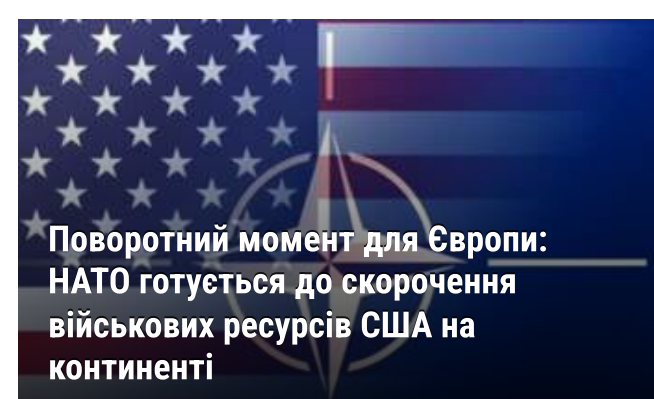 Поворотний момент для Європи:
НАТО готується до скорочення
військових ресурсів США на
континенті